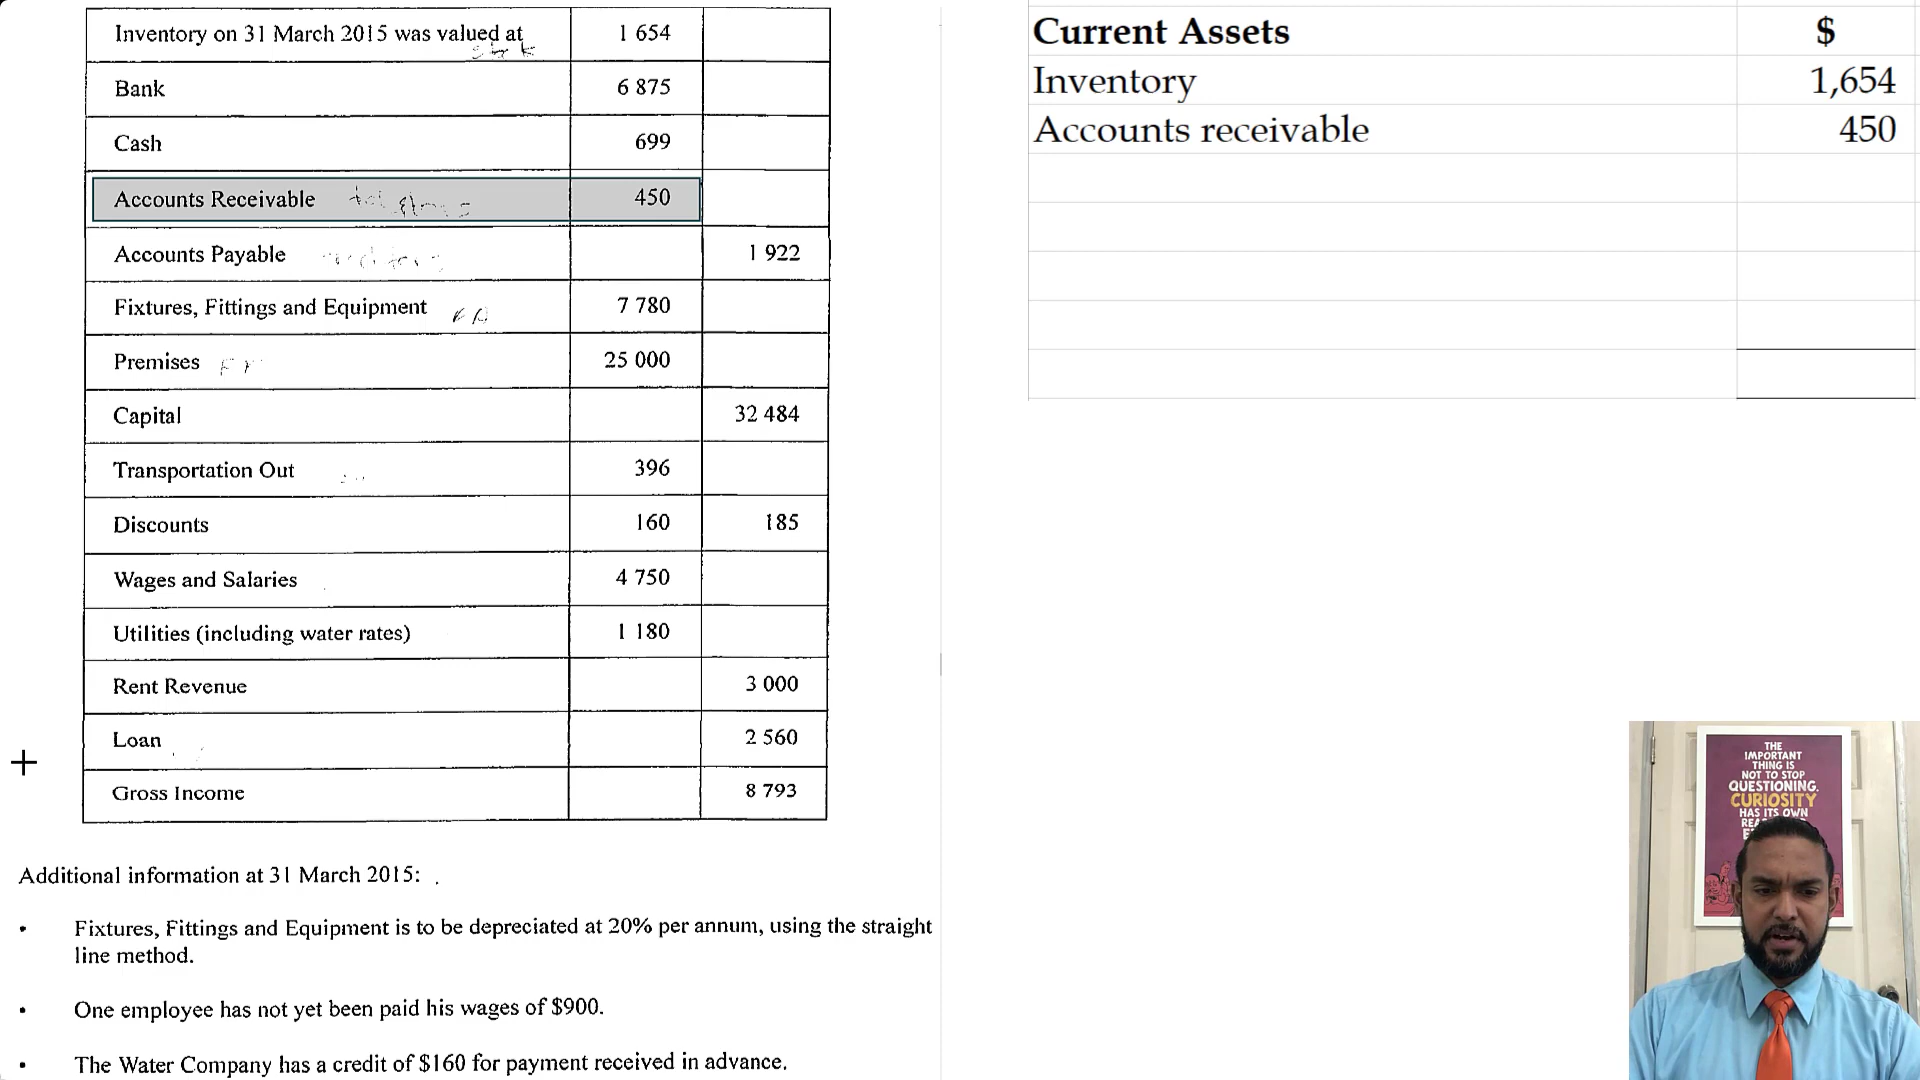 Inventory on 31 March 2015 was valued at 1 654
Bank 6 875
Cash 699
Accounts Receivable 450
Accounts Payable 1 922
Fixtures, Fittings and Equipment FA 7 780
Premises 25 000
Capital 32 484
Transportation Out 396
Discounts 160 185
Wages and Salaries 4 750
Utilities (including water rates) 1 180
Rent Revenue 3 000
Loan 2 560
Gross Income 8 793
Additional information at 31 March 2015:
• Fixtures, Fittings and Equipment is to be depreciated at 20% per annum, using the straight
line method.
• One employee has not yet been paid his wages of $900.
• The Water Company has a credit of $160 for payment received in advance.
Current Assets $
Inventory 1,654
Accounts receivable 450
THE
IMPORTANT
THING IS
NOT TO STOP
QUESTIONING.
CURIOSITY
HAS ITS OWN